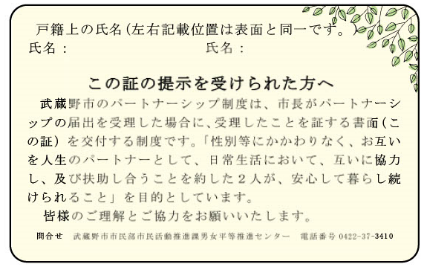 戸籍上の氏名(左右記載位置は表面と同一です。)
氏名： 氏名：
この証の提示を受けられた方へ
武蔵野市のパートナーシップ制度は、市長がパートナーシ
ップの届出を受理した場合に、受理したことを証する書面(こ
の証) を交付する制度です。「性別等にかかわりなく、お互い
を人生のパートナーとして、日常生活において、互いに協力
し、及び扶助し合うことを約した２人が、安心して暮らし続
けられること」を目的としています。
皆様のご理解とご協力をお願いいたします。
問合せ 武蔵野市市民部市民活動推進課男女平等推進センター 電話番号 0422-37-3410